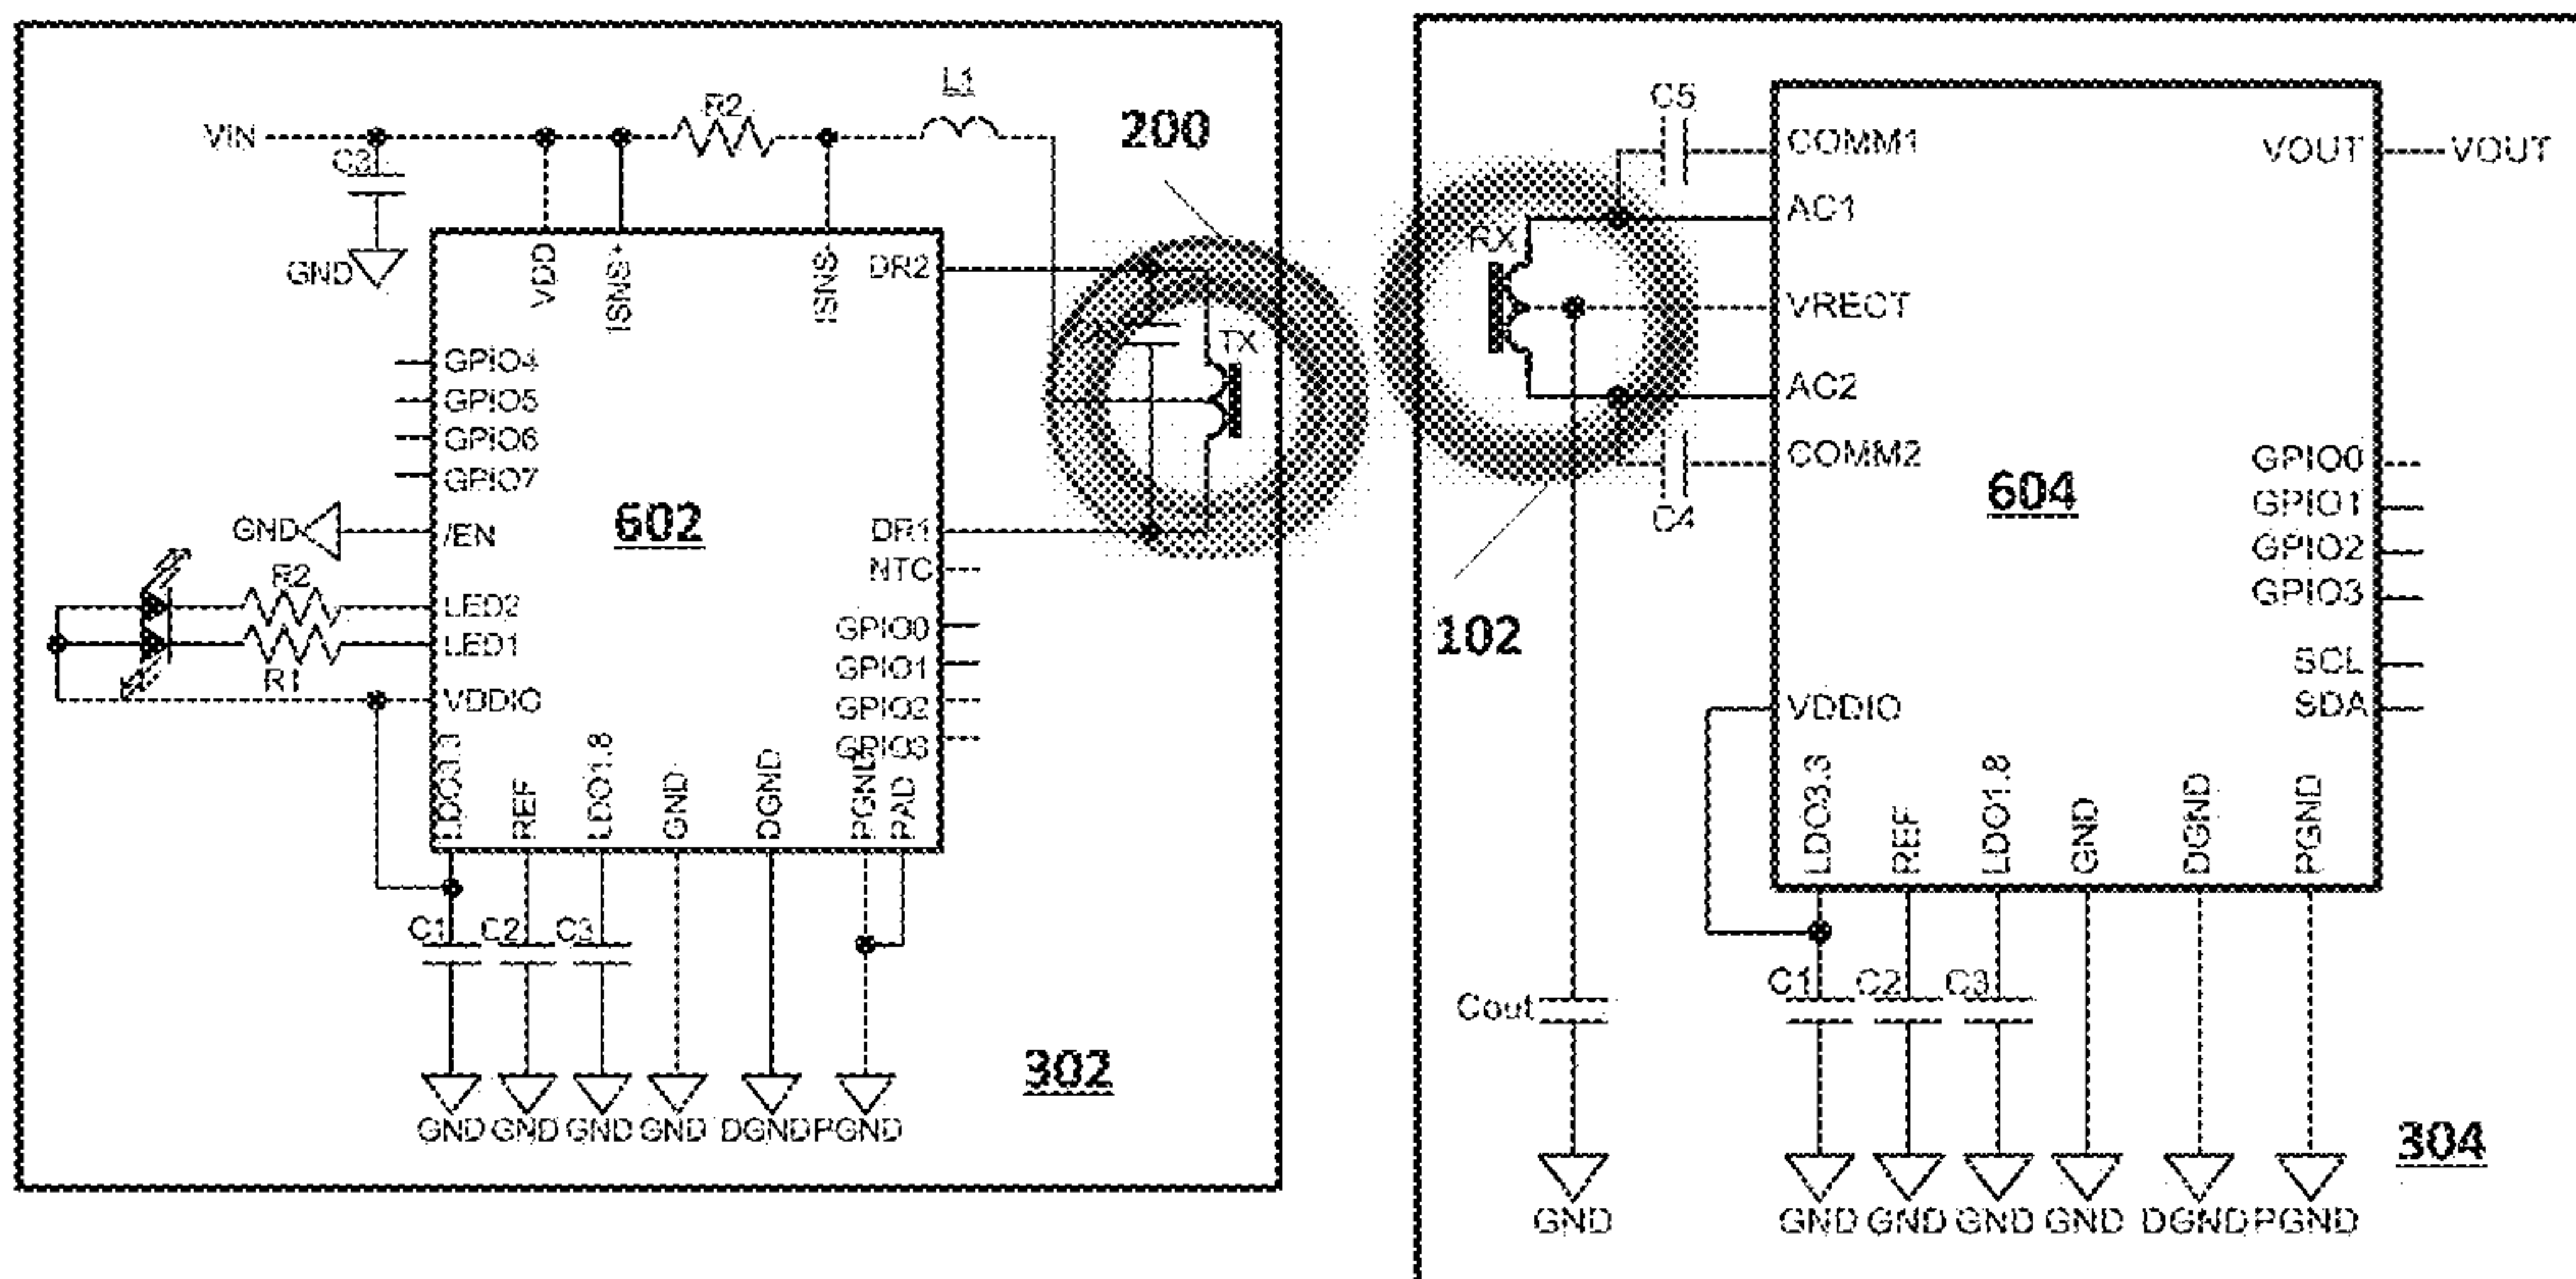 L1
R2
200
VIN
C3
GND
VDD
ISNS+
ISNS-
DR2
TX
GPIO4
GPIO5
GPIO6
GPIO7
GND
/EN
602
DR1
NTC
R2
LED2
LED1
R1
VDDIO
GPIO0
GPIO1
GPIO2
GPIO3
LDO3.3
REF
LDO1.8
GND
DGND
PGND
PAD
C1
C2
C3
302
GND
GND
GND
GND
DGND
PGND
C5
COMM1
VOUT
VOUT
AC1
RX
VRECT
AC2
COMM2
C4
604
GPIO0
GPIO1
GPIO2
GPIO3
102
SCL
SDA
VDDIO
LDO3.3
REF
LDO1.8
GND
DGND
PGND
Cout
C1
C2
C3
304
GND
GND
GND
GND
GND
DGND
PGND